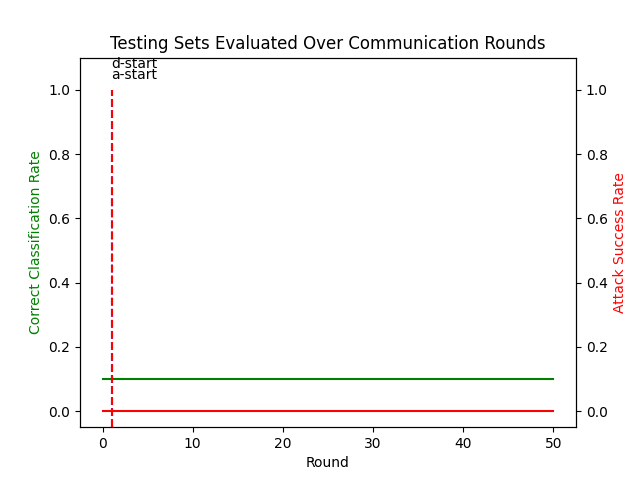 Testing Sets Evaluated Over Communication Rounds
d-start
a-start
1.0
0.8
0.6
0.4
0.2
0.0
Correct Classification Rate
1.0
0.8
0.6
0.4
0.2
0.0
Attack Success Rate
0 10 20 30 40 50
Round